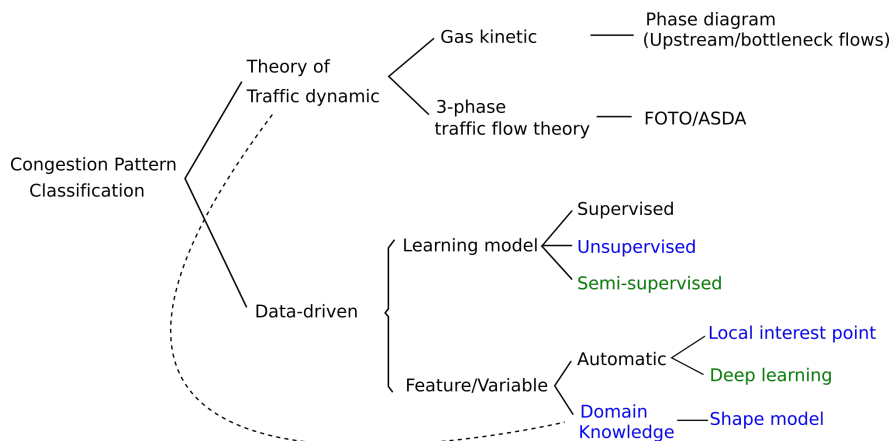 Congestion Pattern
Classification
Theory of
Traffic dynamic
Gas kinetic
Phase diagram
(Upstream/bottleneck flows)
3-phase
traffic flow theory
FOTO/ASDA
Data-driven
Learning model
Supervised
Unsupervised
Semi-supervised
Feature/Variable
Automatic
Local interest point
Deep learning
Domain
Knowledge
Shape model